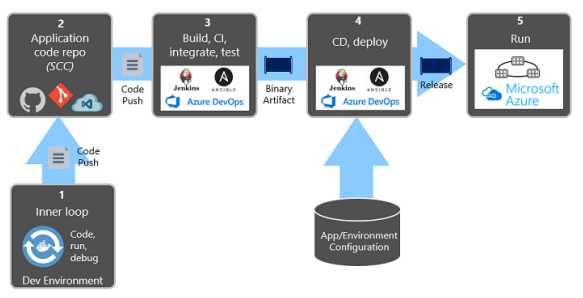 2
Application
code repo
(SCC)
Code
Push
3
Build, CI,
integrate, test
Jenkins
ANSIBLE
Azure DevOps
Binary
Artifact
4
CD, deploy
Jenkins
ANSIBLE
Azure DevOps
Release
5
Run
Microsoft
Azure
Code
Push
1
Inner loop
Code,
run,
debug
Dev Environment
App/Environment
Configuration